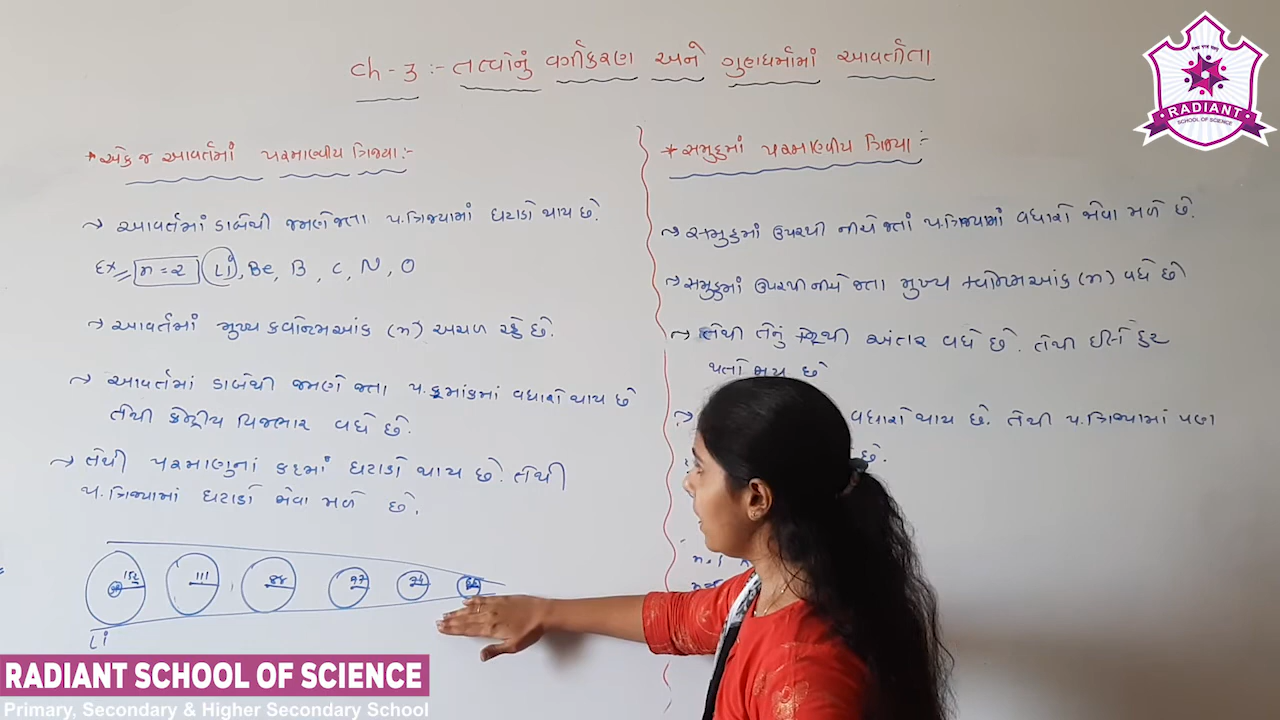 Ch - 3 :- તત્વોનું વર્ગીકરણ અને ગુણધર્મોમાં આવર્તીતા
* એક જ આવર્તમાં પરમાણ્વીય ત્રિજ્યા :-
→ આવર્તમાં ડાબેથી જમણે જતા પ.ત્રિજ્યામાં ઘટાડો થાય છે.
Ex = n = 2 Li, Be, B, C, N, O
→ આવર્તમાં મુખ્ય ક્વોન્ટમઆંક (n) અચળ રહે છે.
→ આવર્તમાં ડાબેથી જમણે જતા પ.ક્રમાંકમાં વધારો થાય છે
તેથી કેન્દ્રીય વિજભાર વધે છે.
→ તેથી પરમાણુનાં કદમાં ઘટાડો થાય છે. તેથી
પ.ત્રિજ્યામાં ઘટાડો જોવા મળે છે.
152 111 88 77 74
Li
* સમુહમાં પરમાણ્વીય ત્રિજ્યા :-
→ સમુહમાં ઉપરથી નીચે જતાં પ.ત્રિજ્યામાં વધારો જોવા મળે છે.
→ સમુહમાં ઉપરથી નીચે જતા મુખ્ય ક્વોન્ટમઆંક (n) વધે છે
→ તેથી તેનું કેન્દ્રથી અંતર વધે છે. તેથી ઈ
થતો જાય છે
વધારો થાય છે. તેથી પ.ત્રિજ્યામાં પણ
છે.
RADIANT
SCHOOL OF SCIENCE
RADIANT SCHOOL OF SCIENCE
Primary, Secondary & Higher Secondary School